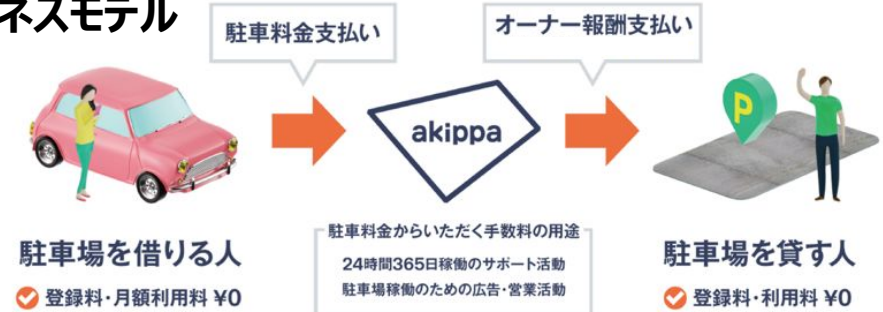 ネスモデル
駐車料金支払い
オーナー報酬支払い
akippa
P
駐車場を借りる人
登録料・月額利用料 ¥0
駐車料金からいただく手数料の用途
24時間365日稼働のサポート活動
駐車場稼働のための広告・営業活動
駐車場を貸す人
登録料・利用料 ¥0